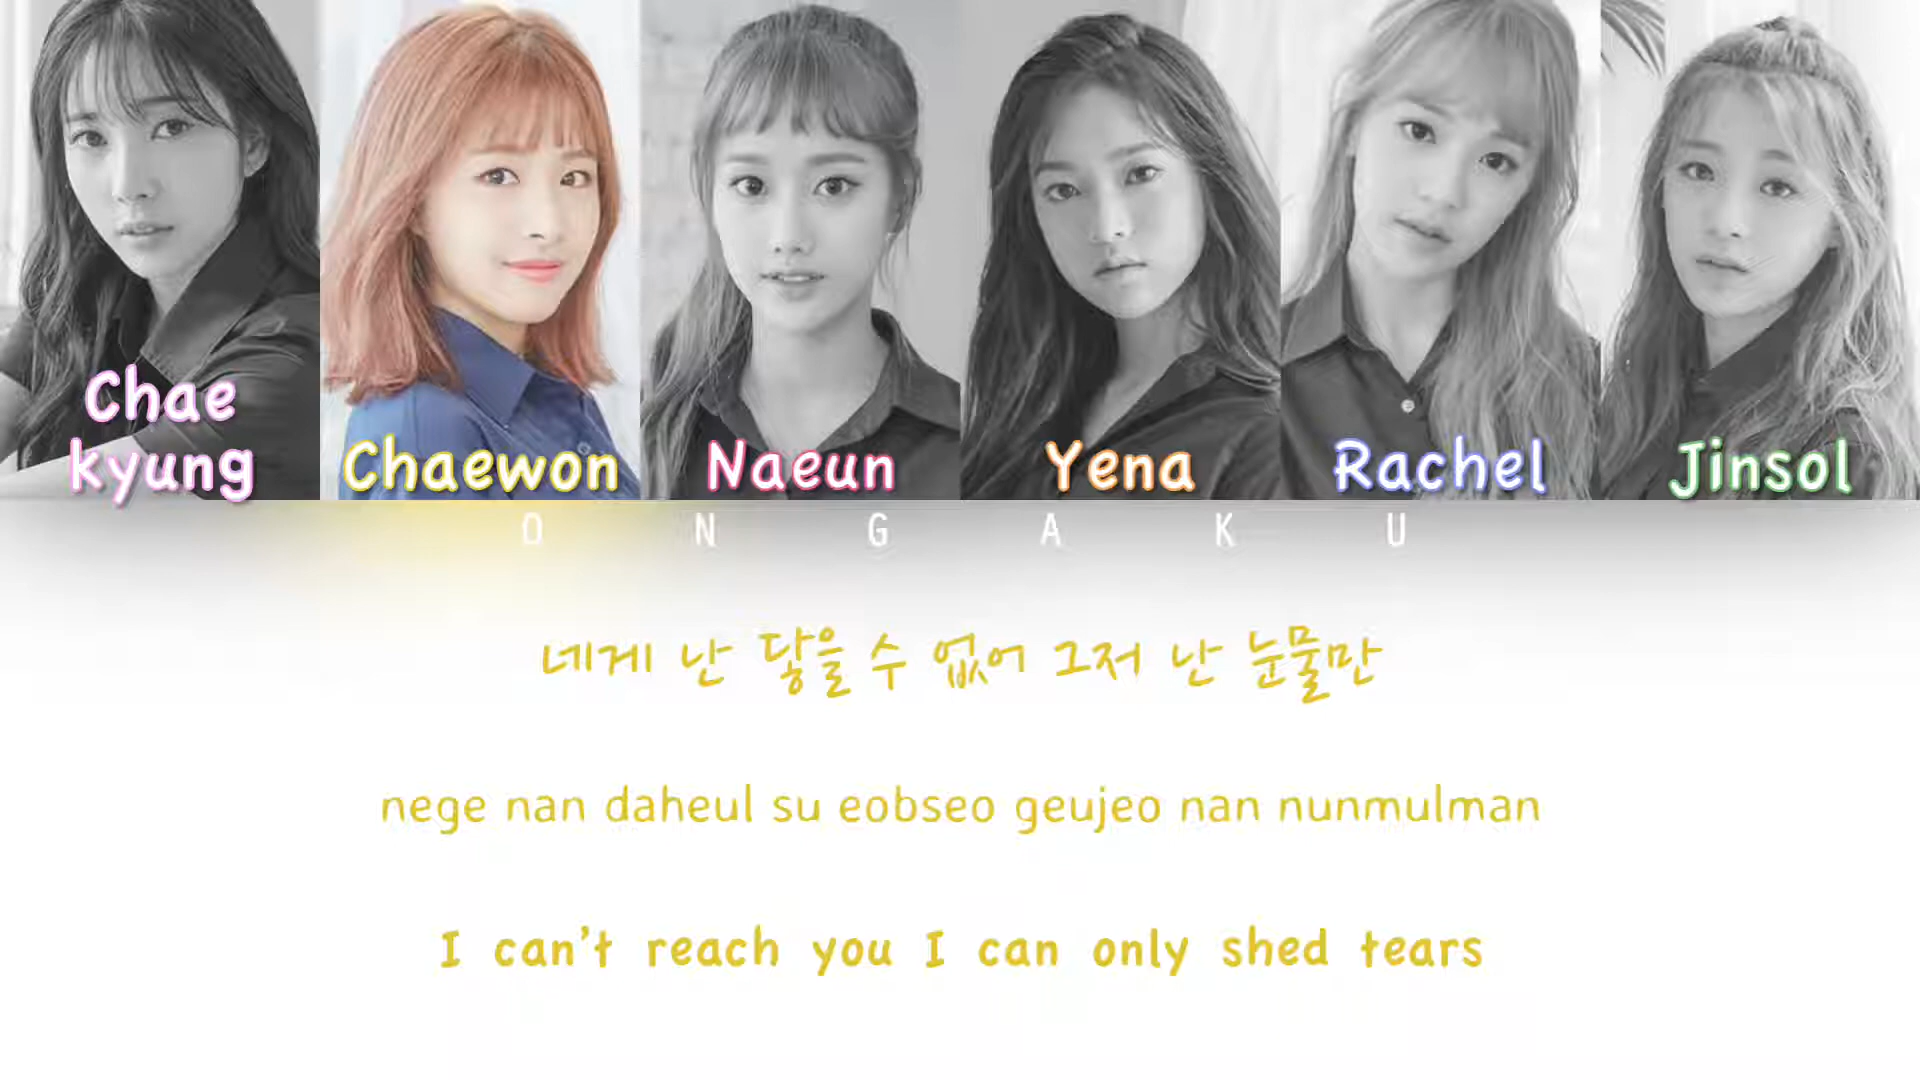 Chae
kyung
Chaewon
Naeun
Yena
Rachel
Jinsol
O N G A K U
네게 난 닿을 수 없어 그저 난 눈물만
nege nan daheul su eobseo geujeo nan nunmulman
I can't reach you I can only shed tears